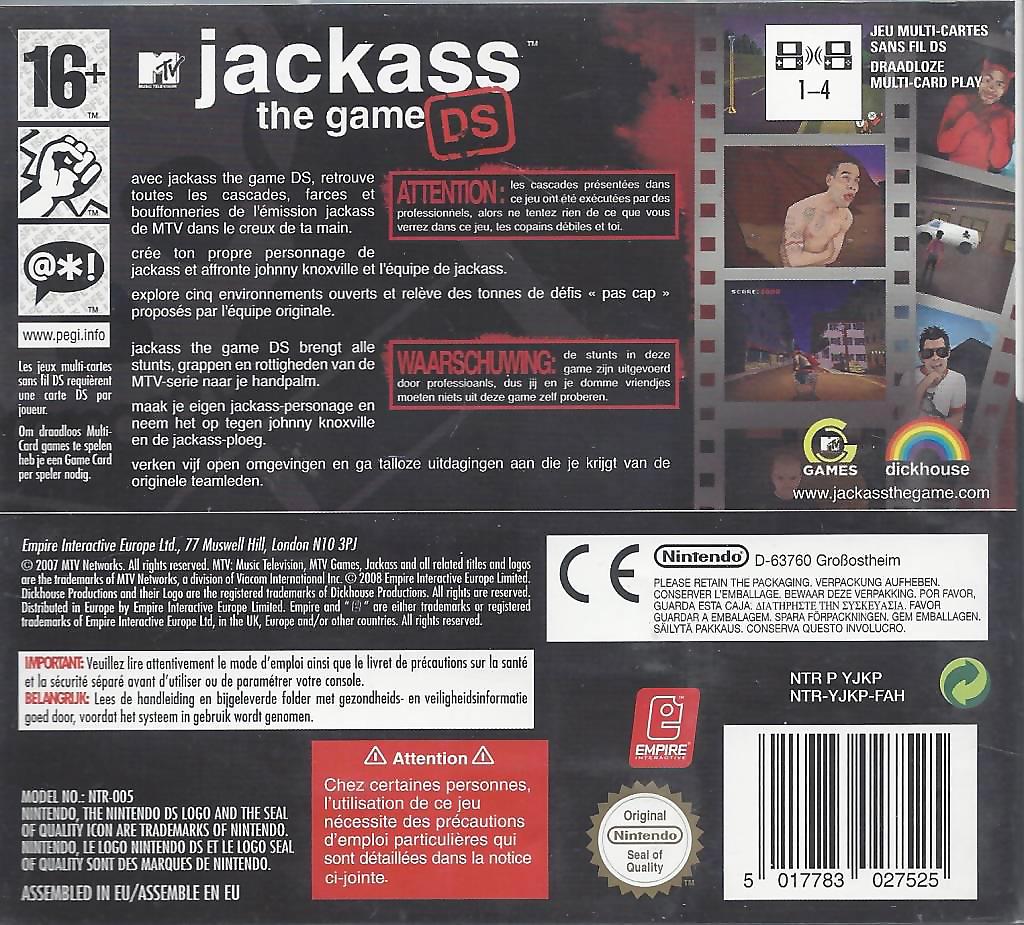 16+
TM
MTV
MUSIC TELEVISION
jackass™
the game
DS
JEU MULTI-CARTES
SANS FIL DS
DRAADLOZE
MULTI-CARD PLAY
1–4
TM
@*!
TM
www.pegi.info
Les jeux multi-cartes
sans fil DS requièrent
une carte DS par
joueur.
Om draadloos Multi-
Card games te spelen
heb je een Game Card
per speler nodig.
avec jackass the game DS, retrouve
toutes les cascades, farces et
bouffonneries de l'émission jackass
de MTV dans le creux de ta main.
crée ton propre personnage de
jackass et affronte johnny knoxville et l'équipe de jackass.
explore cinq environnements ouverts et relève des tonnes de défis « pas cap »
proposés par l'équipe originale.
ATTENTION: les cascades présentées dans
ce jeu ont été exécutées par des
professionnels, alors ne tentez rien de ce que vous
verrez dans ce jeu, les copains débiles et toi.
jackass the game DS brengt alle
stunts, grappen en rottigheden van de
MTV-serie naar je handpalm.
maak je eigen jackass-personage en
neem het op tegen johnny knoxville
en de jackass-ploeg.
verken vijf open omgevingen en ga talloze uitdagingen aan die je krijgt van de
originele teamleden.
WAARSCHUWING: de stunts in deze
game zijn uitgevoerd
door professioanls, dus jij en je domme vriendjes
moeten niets uit deze game zelf proberen.
MTV
GAMES
dickhouse
www.jackassthegame.com
Empire Interactive Europe Ltd., 77 Muswell Hill, London N10 3PJ
© 2007 MTV Networks. All rights reserved. MTV: Music Television, MTV Games, Jackass and all related titles and logos
are the trademarks of MTV Networks, a division of Viacom International Inc. © 2008 Empire Interactive Europe Limited.
Dickhouse Productions and their Logo are the registered trademarks of Dickhouse Productions. All rights are reserved.
Distributed in Europe by Empire Interactive Europe Limited. Empire and “ ” are either trademarks or registered
trademarks of Empire Interactive Europe Ltd, in the UK, Europe and/or other countries. All rights reserved.
CE
Nintendo® D-63760 Großostheim
PLEASE RETAIN THE PACKAGING. VERPACKUNG AUFHEBEN.
CONSERVER L'EMBALLAGE. BEWAAR DEZE VERPAKKING. POR FAVOR,
GUARDA ESTA CAJA. ΔΙΑΤΗΡΗΣΤΕ ΤΗΝ ΣΥΣΚΕΥΑΣΙΑ. FAVOR
GUARDAR A EMBALAGEM. SPARA FÖRPACKNINGEN. GEM EMBALLAGEN.
SÄILYTÄ PAKKAUS. CONSERVA QUESTO INVOLUCRO.
IMPORTANT: Veuillez lire attentivement le mode d'emploi ainsi que le livret de précautions sur la santé
et la sécurité séparé avant d'utiliser ou de paramétrer votre console.
BELANGRIJK: Lees de handleiding en bijgeleverde folder met gezondheids- en veiligheidsinformatie
goed door, voordat het systeem in gebruik wordt genomen.
NTR P YJKP
NTR-YJKP-FAH
EMPIRE®
INTERACTIVE
⚠ Attention ⚠
Chez certaines personnes,
l'utilisation de ce jeu
nécessite des précautions
d'emploi particulières qui
sont détaillées dans la notice
ci-jointe.
MODEL NO.: NTR-005
NINTENDO, THE NINTENDO DS LOGO AND THE SEAL
OF QUALITY ICON ARE TRADEMARKS OF NINTENDO.
NINTENDO, LE LOGO NINTENDO DS ET LE LOGO SEAL
OF QUALITY SONT DES MARQUES DE NINTENDO.
ASSEMBLED IN EU/ASSEMBLE EN EU
Original
Nintendo®
Seal of
Quality
TM
5 017783 027525